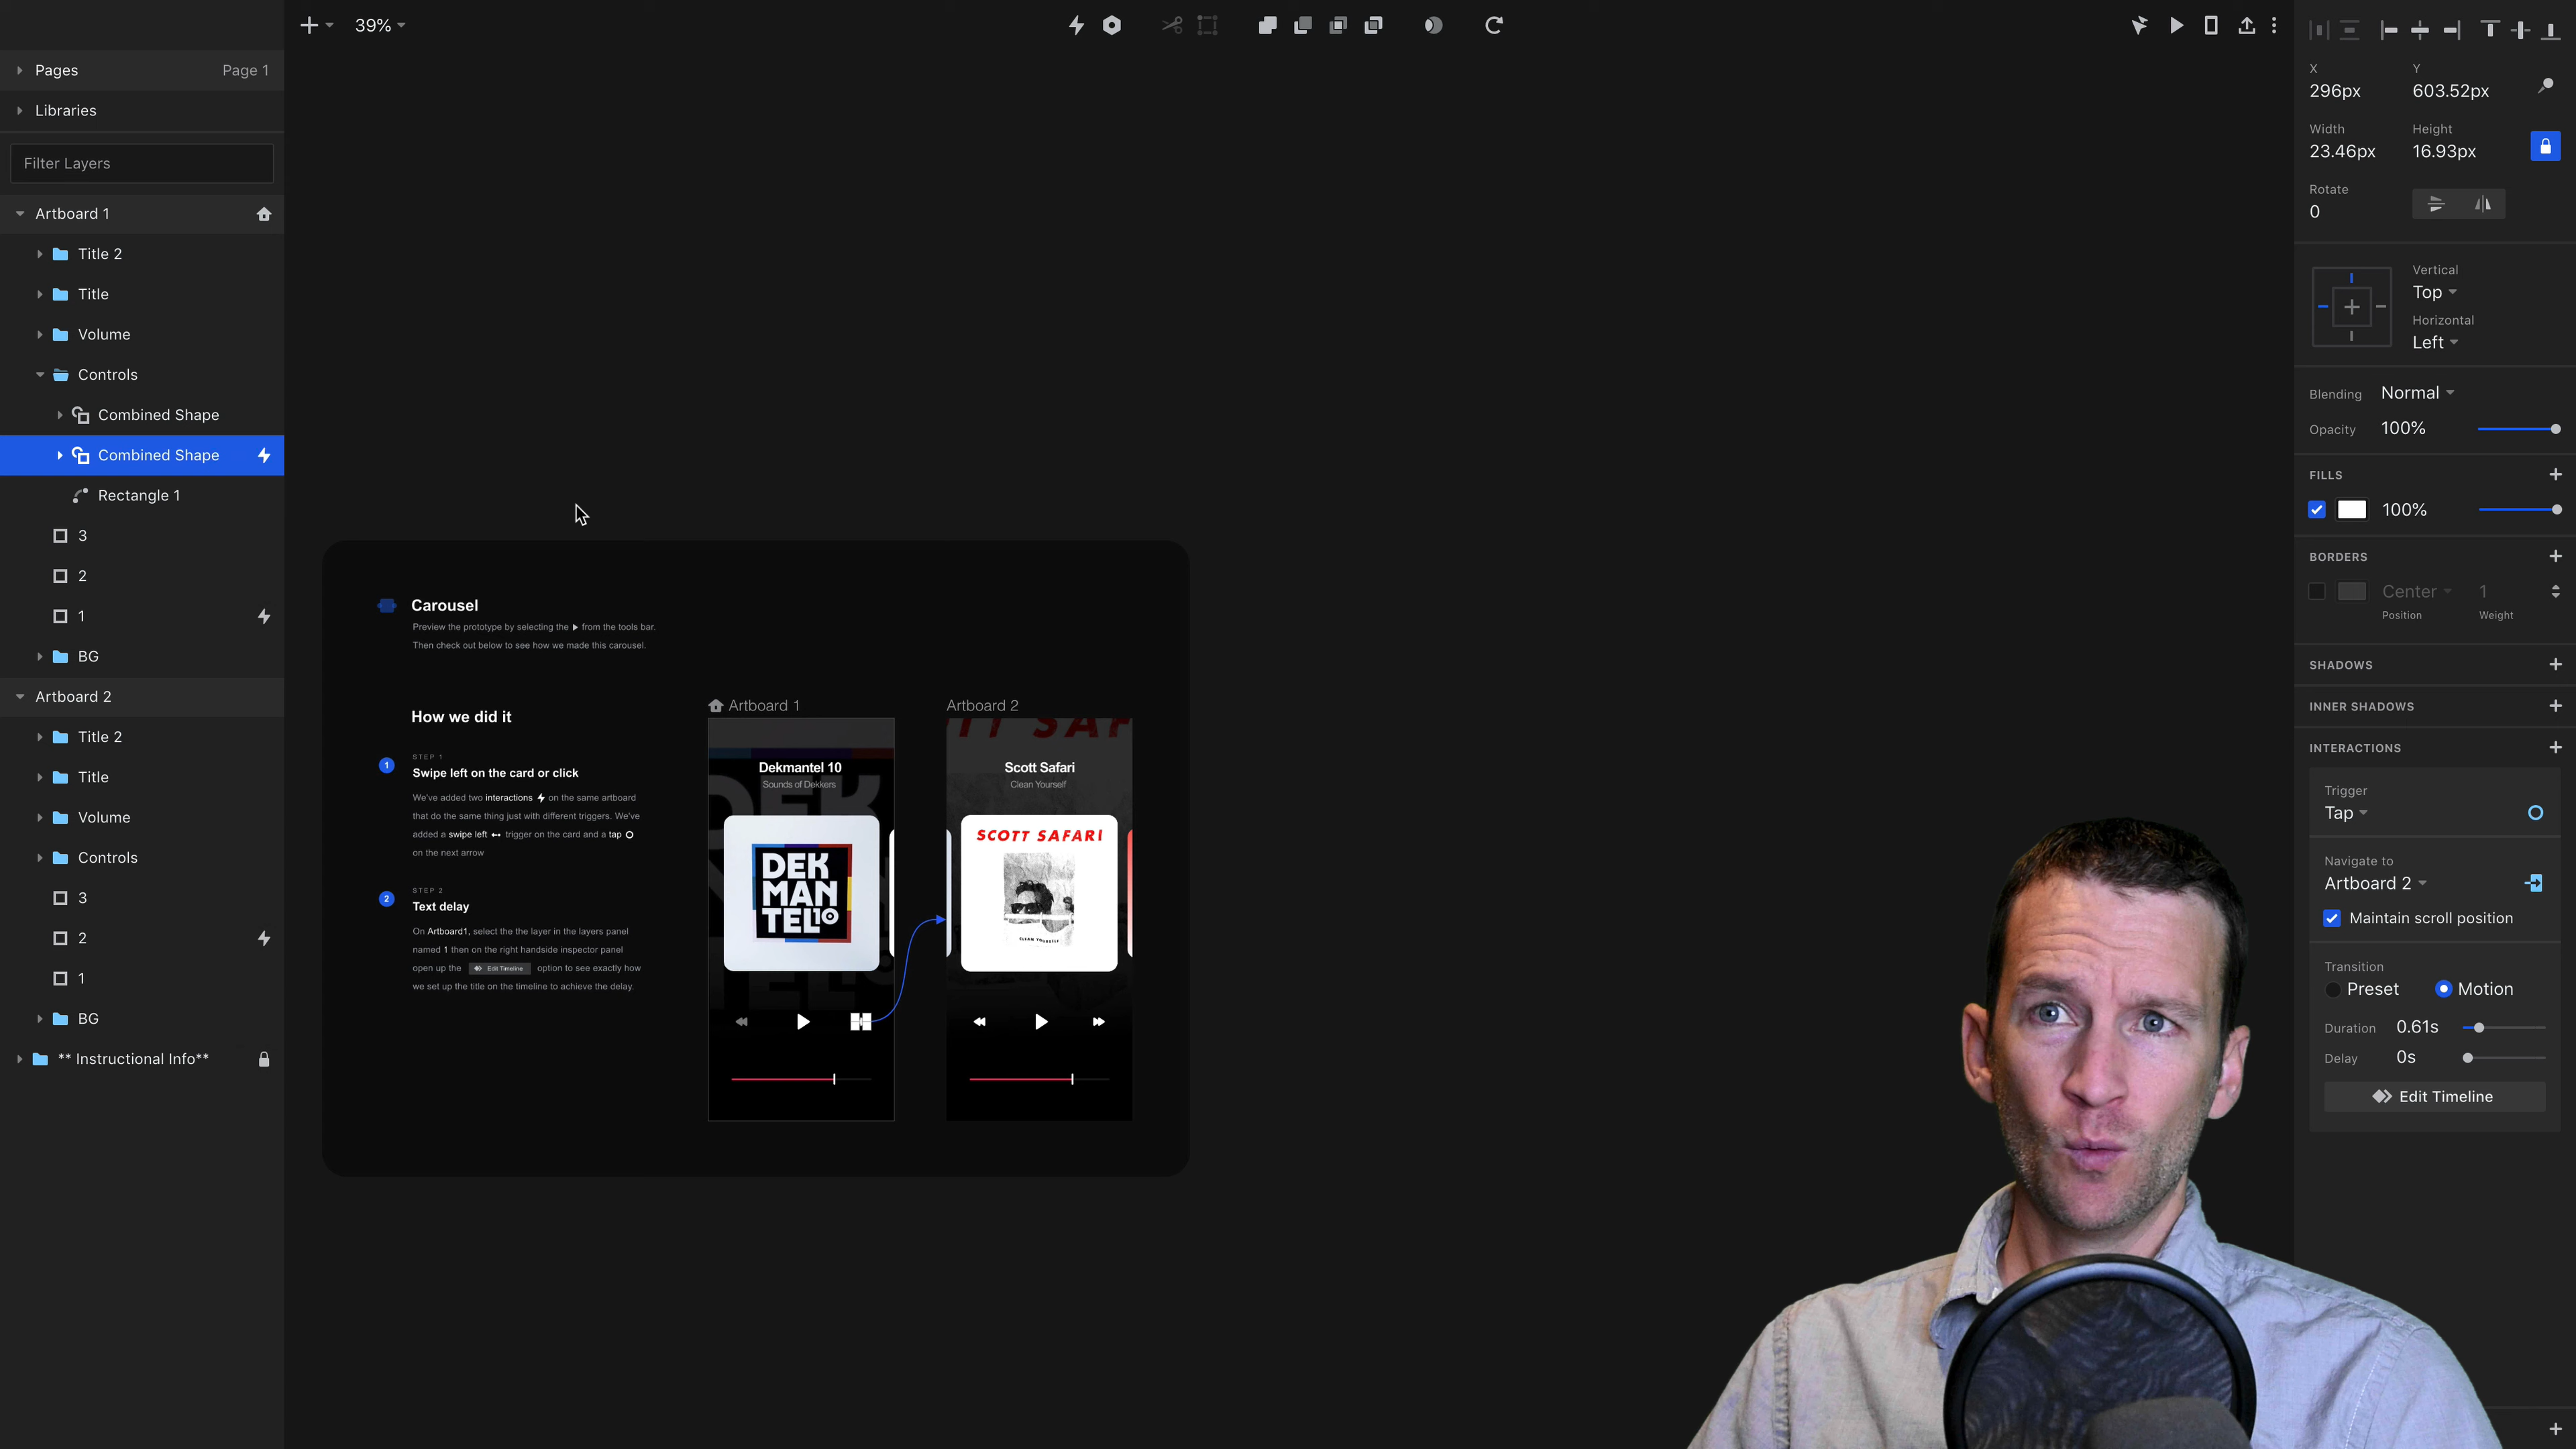 39%
Pages Page 1
Libraries
Filter Layers
Artboard 1
Title 2
Title
Volume
Controls
Combined Shape
Combined Shape
Rectangle 1
3
2
1
BG
Artboard 2
Title 2
Title
Volume
Controls
3
2
1
BG
** Instructional Info**
Carousel
Preview the prototype by selecting the from the tools bar.
Then check out below to see how we made this carousel.
How we did it
1
STEP 1
Swipe left on the card or click
We've added two interactions on the same artboard
that do the same thing just with different triggers. We've
added a swipe left trigger on the card and a tap
on the next arrow
2
STEP 2
Text delay
On Artboard1, select the the layer in the layers panel
named 1 then on the right handside inspector panel
open up the Edit Timeline option to see exactly how
we set up the title on the timeline to achieve the delay.
Artboard 1
Dekmantel 10
Sounds of Dekkers
DEK
MAN
TEL10
Artboard 2
Scott Safari
Clean Yourself
SCOTT SAFARI
CLEAN YOURSELF
X Y
296px 603.52px
Width Height
23.46px 16.93px
Rotate
0
Vertical
Top
Horizontal
Left
Blending Normal
Opacity 100%
FILLS
100%
BORDERS
Center 1
Position Weight
SHADOWS
INNER SHADOWS
INTERACTIONS
Trigger
Tap
Navigate to
Artboard 2
Maintain scroll position
Transition
Preset Motion
Duration 0.61s
Delay 0s
Edit Timeline